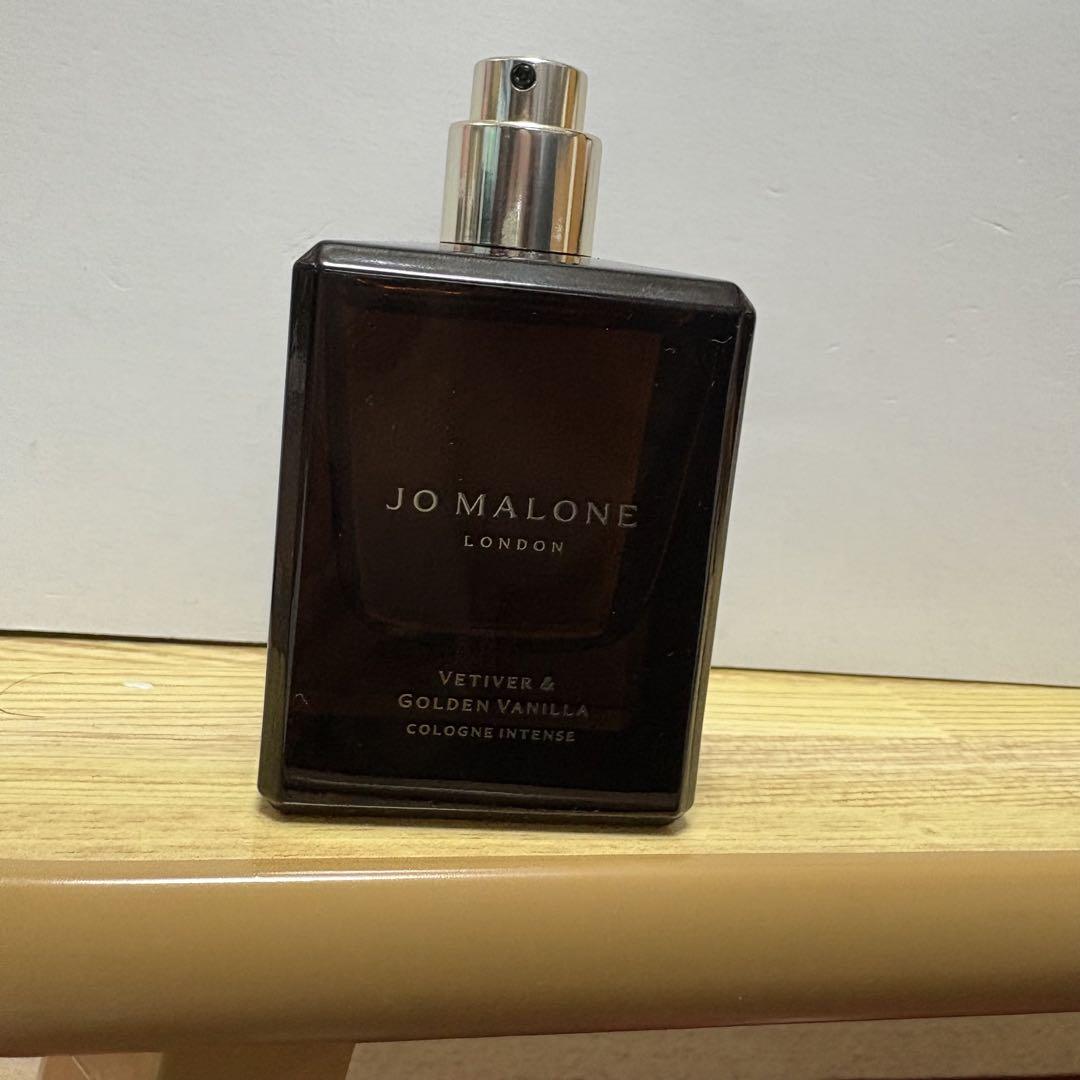 JO MALONE
LONDON
VETIVER &
GOLDEN VANILLA
COLOGNE INTENSE